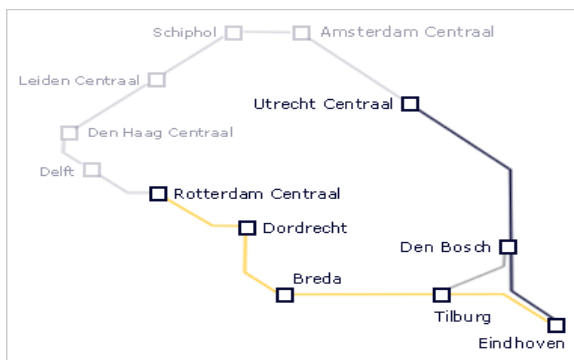 Schiphol
Amsterdam Centraal
Leiden Centraal
Utrecht Centraal
Den Haag Centraal
Delft
Rotterdam Centraal
Dordrecht
Den Bosch
Breda
Tilburg
Eindhoven